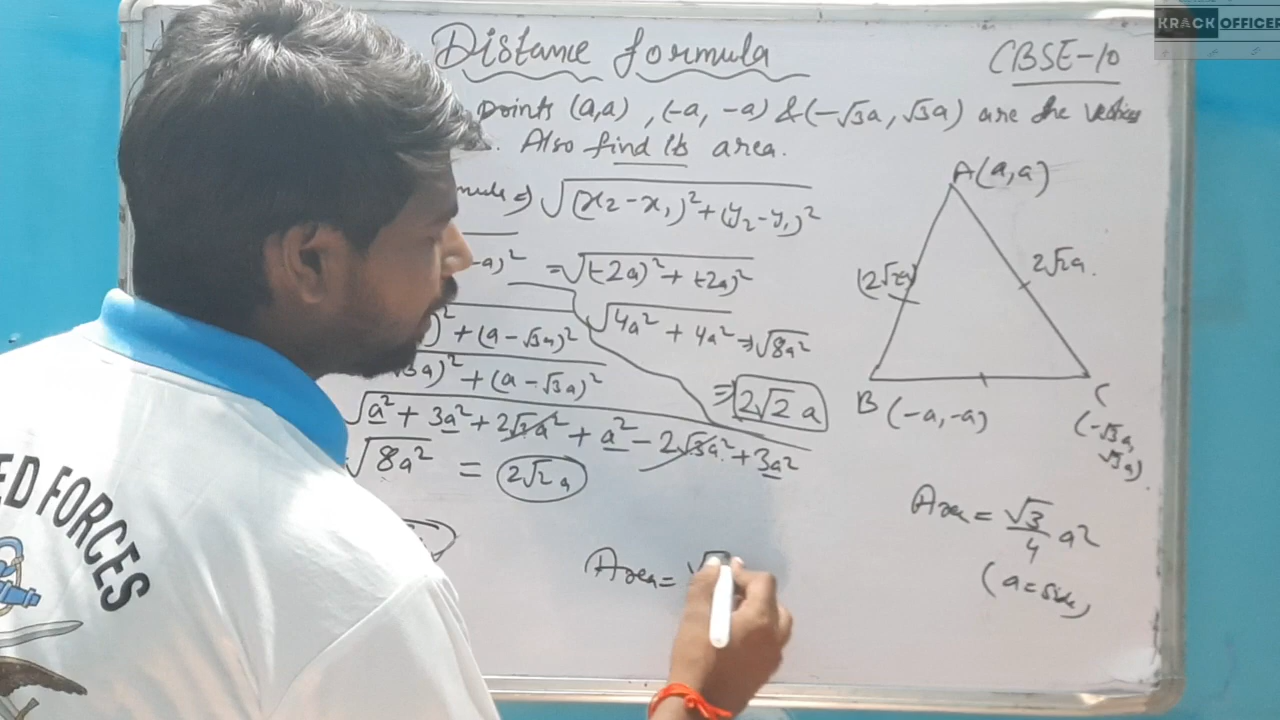 KRACK OFFICER
Distance formula
CBSE-10
points (a,a), (-a, -a) & (-√3a, √3a) are the vertices
. Also find its area.
⇒ √(x₂-x₁)²+(y₂-y₁)²
-a)² = √(-2a)² + (-2a)²
√4a² + 4a² ⇒ √8a²
⇒ 2√2 a
)² + (a-√3a)²
√3a)² + (a-√3a)²
√a² + 3a² + 2√3a² + a² - 2√3a² + 3a²
√8a² = 2√2a
Area = √
A(a,a)
(2√2a)
2√2a.
B (-a,-a)
C
(-√3a,
√3a).
Area = √3/4 a²
(a = side)
ED FORCES